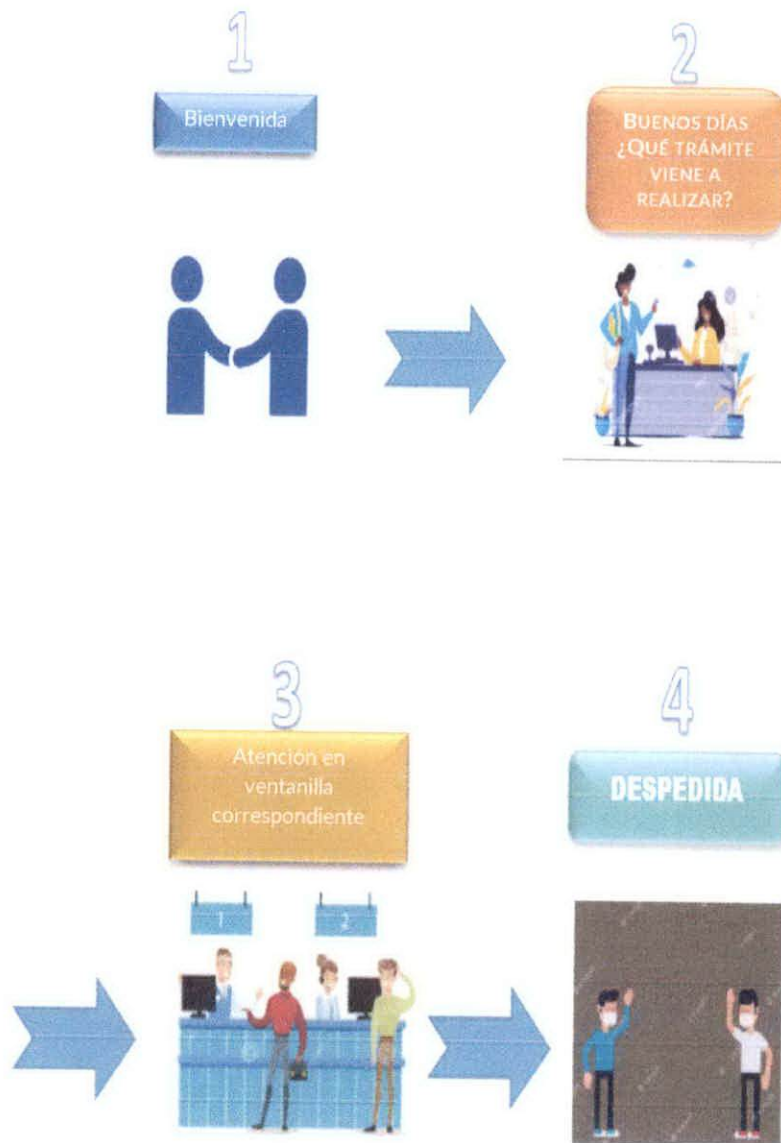 1
Bienvenida
2
BUENOS DÍAS
¿QUÉ TRÁMITE
VIENE A
REALIZAR?
3
Atención en
ventanilla
correspondiente
1
2
4
DESPEDIDA